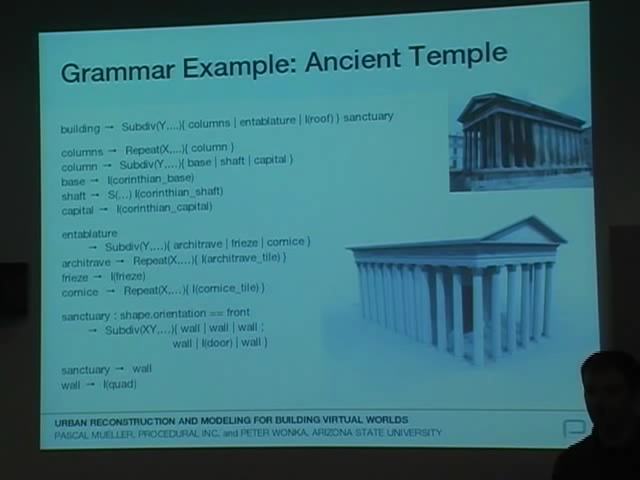 Grammar Example: Ancient Temple
building → Subdiv(Y,...){ columns | entablature | I(roof) } sanctuary
columns → Repeat(X,...){ column }
column → Subdiv(Y,...){ base | shaft | capital }
base → I(corinthian_base)
shaft → S(...) I(corinthian_shaft)
capital → I(corinthian_capital)
entablature
→ Subdiv(Y,...){ architrave | frieze | cornice }
architrave → Repeat(X,...){ I(architrave_tile) }
frieze → I(frieze)
cornice → Repeat(X,...){ I(cornice_tile) }
sanctuary : shape.orientation == front
→ Subdiv(XY,...){ wall | wall | wall ;
wall | I(door) | wall }
sanctuary → wall
wall → I(quad)
URBAN RECONSTRUCTION AND MODELING FOR BUILDING VIRTUAL WORLDS
PASCAL MUELLER, PROCEDURAL INC. and PETER WONKA, ARIZONA STATE UNIVERSITY